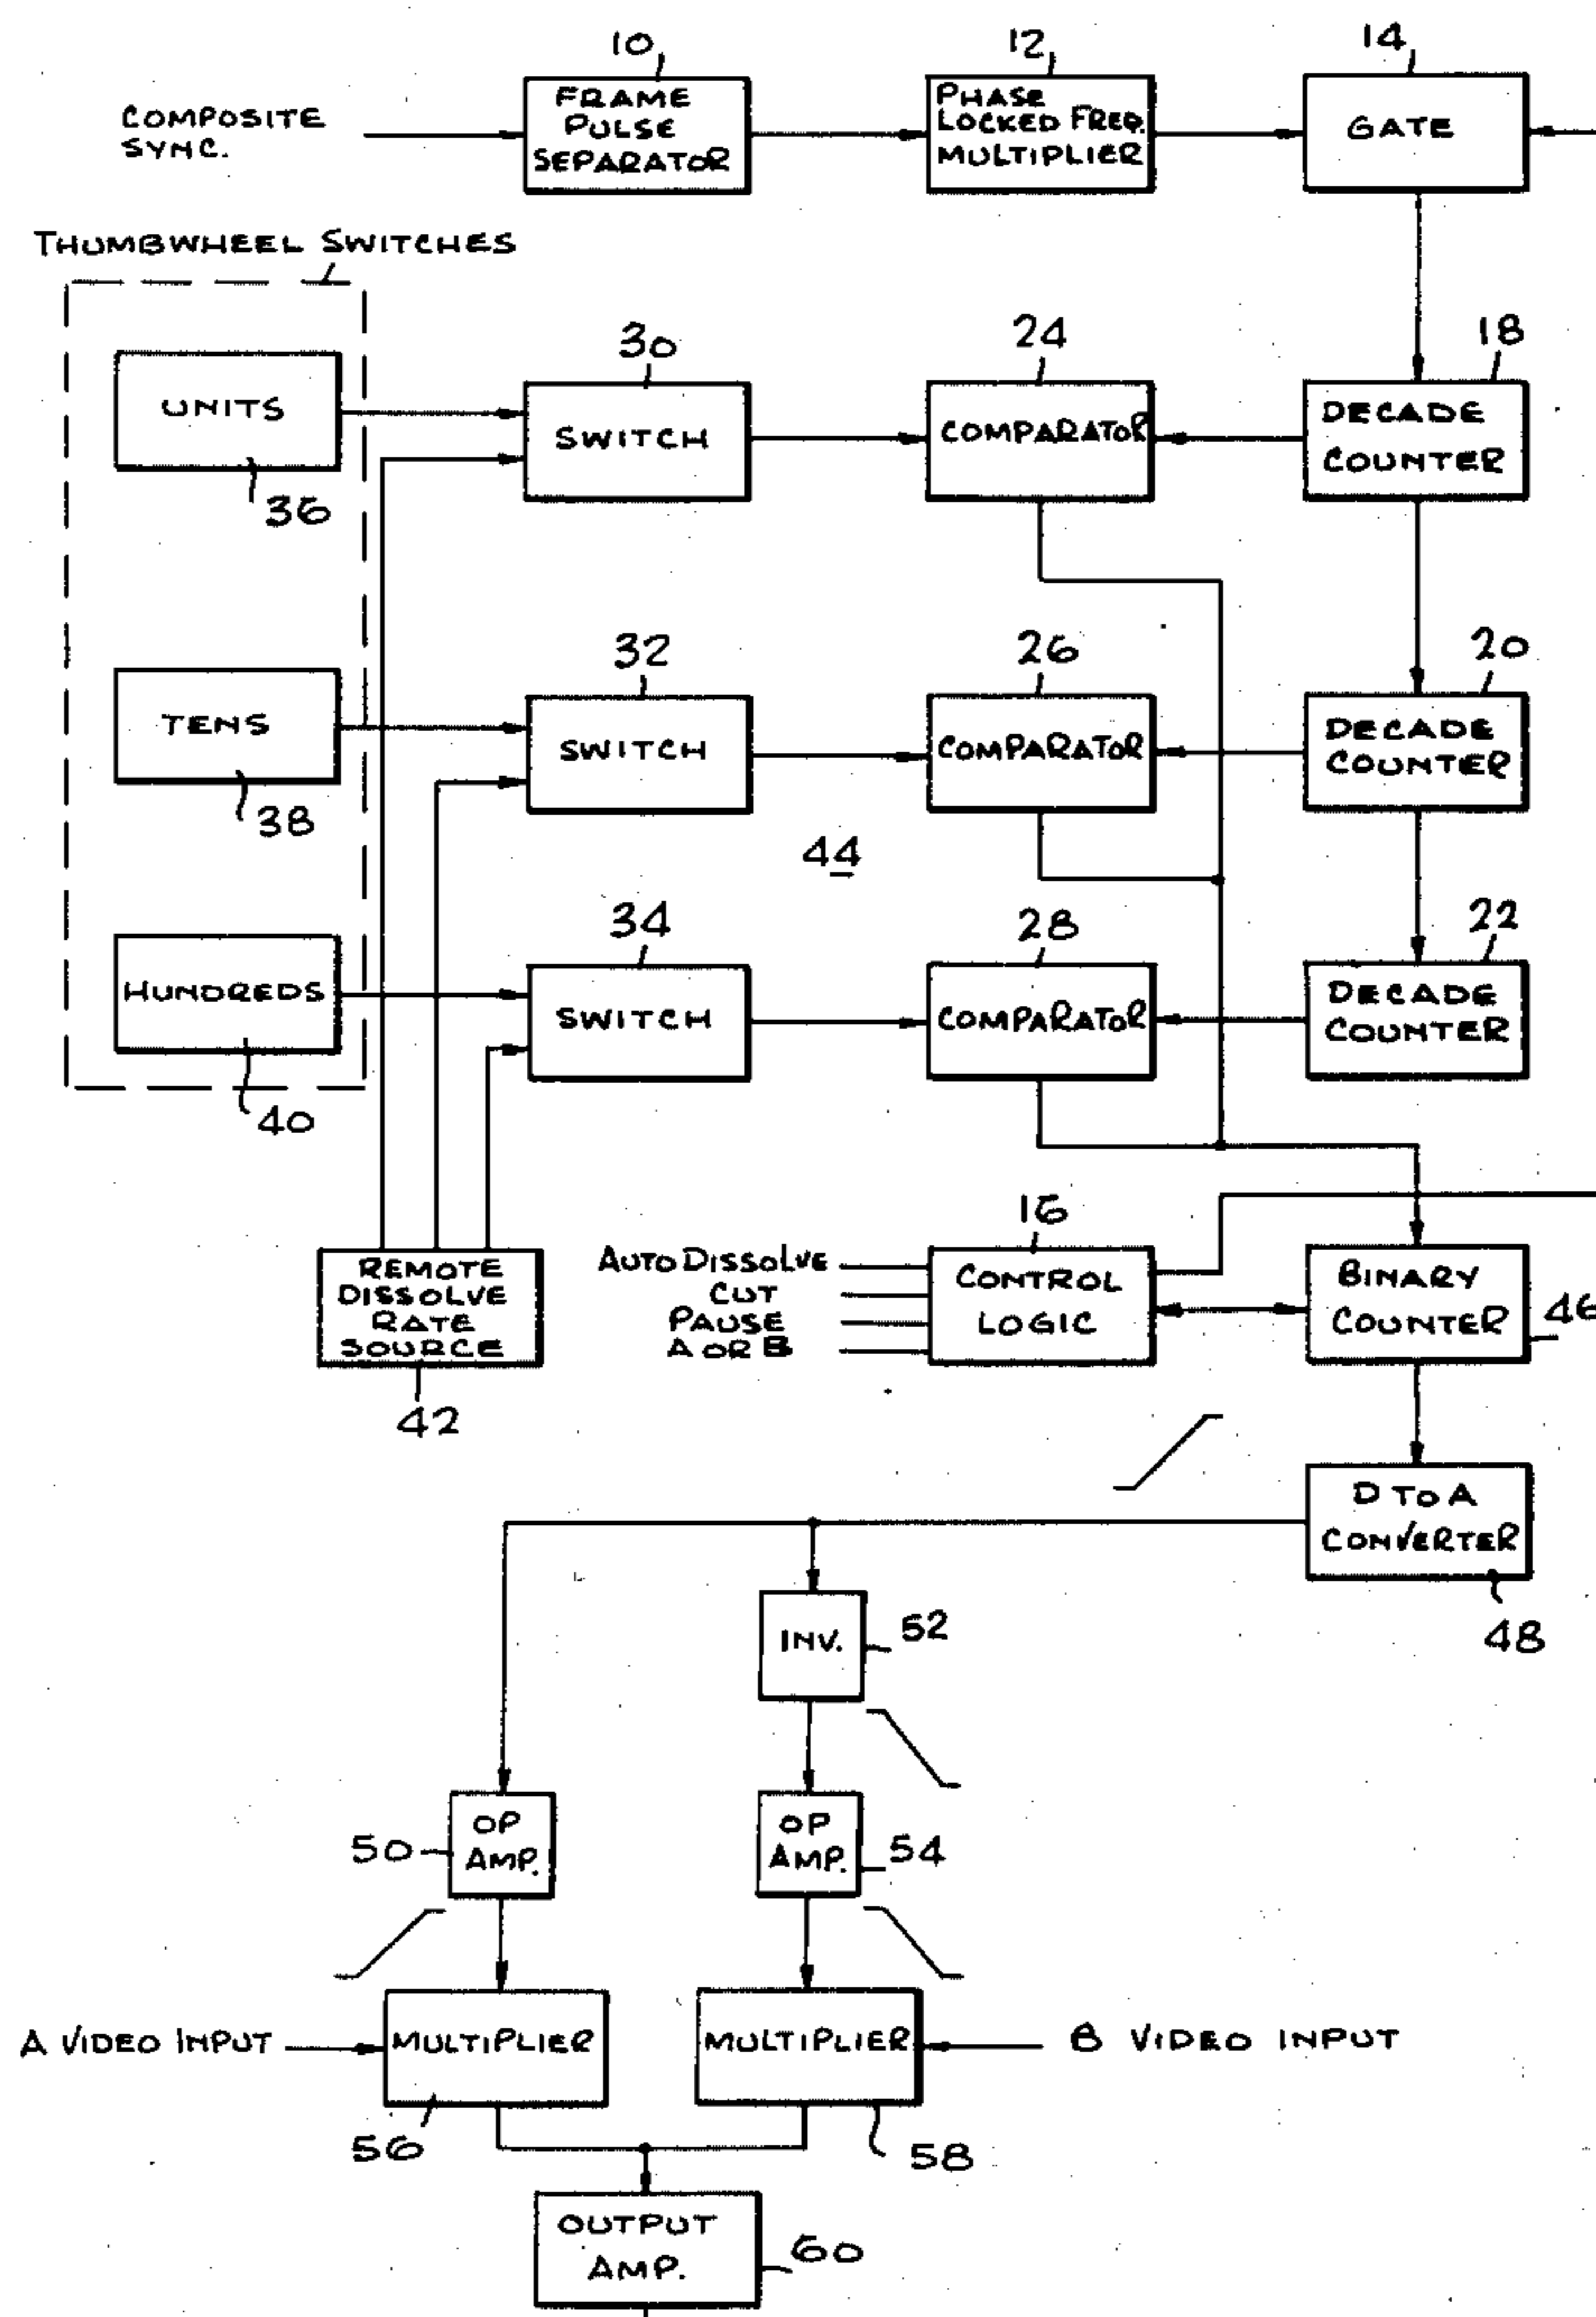 10
12
14
COMPOSITE
SYNC.
FRAME
PULSE
SEPARATOR
PHASE
LOCKED FREQ.
MULTIPLIER
GATE
THUMBWHEEL SWITCHES
30
24
18
UNITS
36
SWITCH
COMPARATOR
DECADE
COUNTER
32
26
20
TENS
38
SWITCH
COMPARATOR
DECADE
COUNTER
44
34
28
22
HUNDREDS
40
SWITCH
COMPARATOR
DECADE
COUNTER
16
REMOTE
DISSOLVE
RATE
SOURCE
42
AUTO DISSOLVE
CUT
PAUSE
A OR B
CONTROL
LOGIC
BINARY
COUNTER
46
D TO A
CONVERTER
48
INV.
52
50
OP
AMP.
OP
AMP.
54
A VIDEO INPUT
MULTIPLIER
MULTIPLIER
B VIDEO INPUT
56
58
OUTPUT
AMP.
60